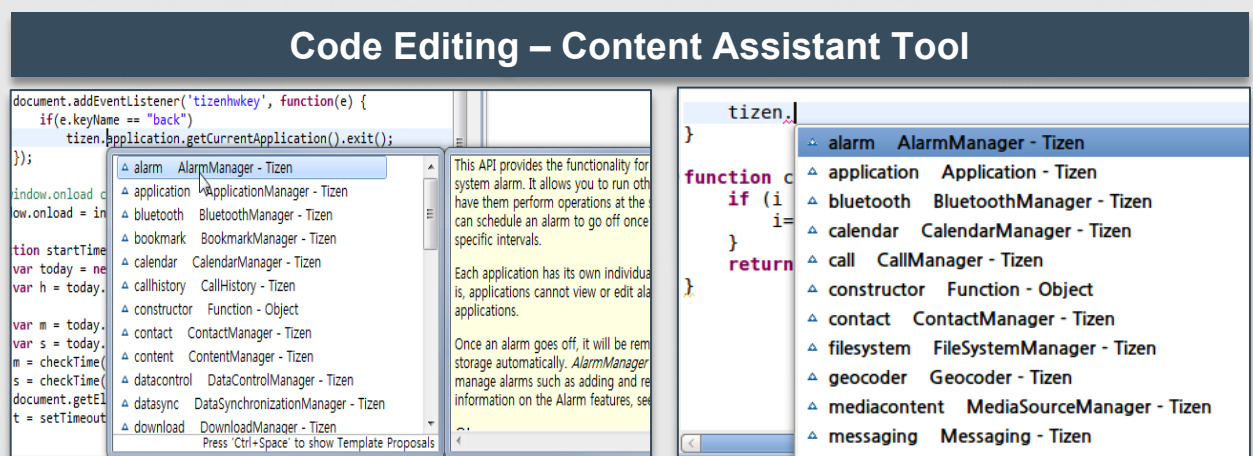 Code Editing – Content Assistant Tool
document.addEventListener('tizenhwkey', function(e) {
if(e.keyName == "back")
tizen.application.getCurrentApplication().exit();
});
window.onload
ow.onload = in
tion startTime
var today = ne
var h = today.
var m = today.
var s = today.
m = checkTime(
s = checkTime(
document.getEl
t = setTimeout
alarm AlarmManager - Tizen
application ApplicationManager - Tizen
bluetooth BluetoothManager - Tizen
bookmark BookmarkManager - Tizen
calendar CalendarManager - Tizen
callhistory CallHistory - Tizen
constructor Function - Object
contact ContactManager - Tizen
content ContentManager - Tizen
datacontrol DataControlManager - Tizen
datasync DataSynchronizationManager - Tizen
download DownloadManager - Tizen
Press 'Ctrl+Space' to show Template Proposals
This API provides the functionality for
system alarm. It allows you to run oth
have them perform operations at the s
can schedule an alarm to go off once
specific intervals.
Each application has its own individua
is, applications cannot view or edit ala
applications.
Once an alarm goes off, it will be rem
storage automatically. AlarmManager
manage alarms such as adding and re
information on the Alarm features, see
tizen.
}
function c
if (i
i=
}
return
}
alarm AlarmManager - Tizen
application Application - Tizen
bluetooth BluetoothManager - Tizen
calendar CalendarManager - Tizen
call CallManager - Tizen
constructor Function - Object
contact ContactManager - Tizen
filesystem FileSystemManager - Tizen
geocoder Geocoder - Tizen
mediacontent MediaSourceManager - Tizen
messaging Messaging - Tizen